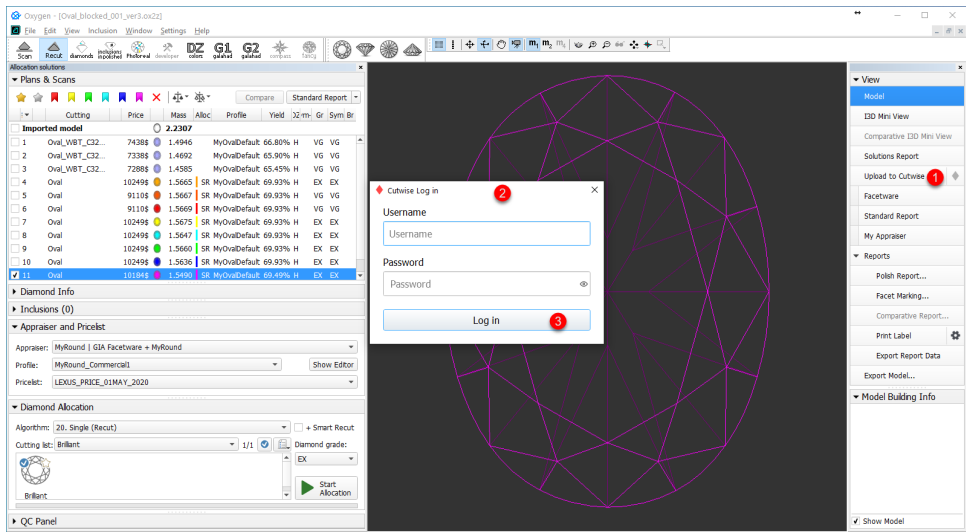 Oxygen - [Oval_blocked_001_ver3.ox2z]
File Edit View Inclusion Window Settings Help
Scan Recut diamonds inclusions in polished Photoreal developer DZ colors G1 galahad G2 galahad compass fancy m1 m2 m3
Allocation solutions
Plans & Scans
Compare Standard Report
Cutting Price Mass Alloc Profile Yield Gr Sym Br
Imported model 2.2307
1 Oval_WBT_C32... 7438$ 1.4946 MyOvalDefault 66.80% H VG VG
2 Oval_WBT_C32... 7338$ 1.4692 MyOvalDefault 65.90% H VG VG
3 Oval_WBT_C32... 7288$ 1.4585 MyOvalDefault 65.45% H VG VG
4 Oval 10249$ 1.5665 SR MyOvalDefault 69.93% H EX EX
5 Oval 9110$ 1.5667 SR MyOvalDefault 69.93% H VG VG
6 Oval 9110$ 1.5669 SR MyOvalDefault 69.93% H VG VG
7 Oval 10249$ 1.5675 SR MyOvalDefault 69.93% H EX EX
8 Oval 10249$ 1.5647 SR MyOvalDefault 69.93% H EX EX
9 Oval 10249$ 1.5660 SR MyOvalDefault 69.93% H EX EX
10 Oval 10249$ 1.5636 SR MyOvalDefault 69.93% H EX EX
11 Oval 10184$ 1.5490 SR MyOvalDefault 69.49% H EX EX
Diamond Info
Inclusions (0)
Appraiser and Pricelist
Appraiser: MyRound | GIA Facetware + MyRound
Profile: MyRound_Commercial1 Show Editor
Pricelist: LEXUS_PRICE_01MAY_2020
Diamond Allocation
Algorithm: 20. Single (Recut) + Smart Recut
Cutting list: Brilliant 1/1 Diamond grade:
EX
Brilliant
Start
Allocation
QC Panel
Cutwise Log in 2
Username
Username
Password
Password
Log in 3
View
Model
I3D Mini View
Comparative I3D Mini View
Solutions Report
Upload to Cutwise 1
Facetware
Standard Report
My Appraiser
Reports
Polish Report...
Facet Marking...
Comparative Report...
Print Label
Export Report Data
Export Model...
Model Building Info
Show Model